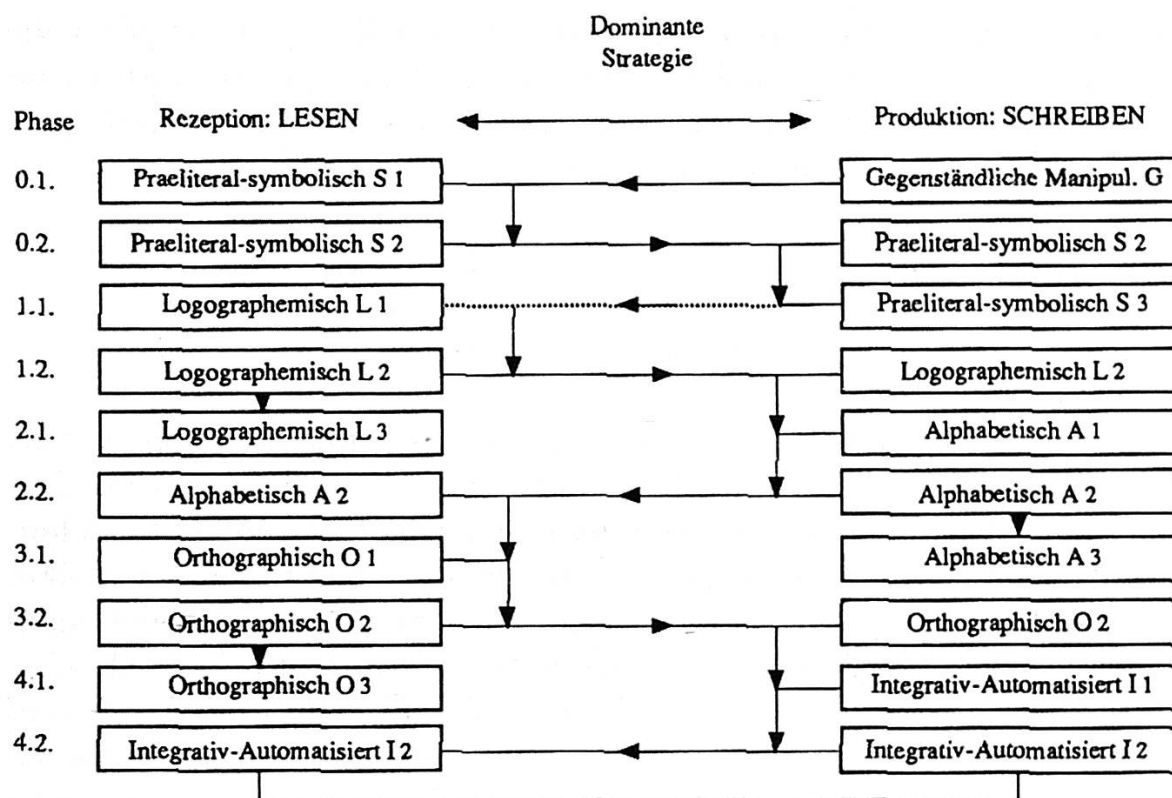 Dominante
Strategie
Phase Rezeption: LESEN Produktion: SCHREIBEN
0.1. Praeliteral-symbolisch S 1 Gegenständliche Manipul. G
0.2. Praeliteral-symbolisch S 2 Praeliteral-symbolisch S 2
1.1. Logographemisch L 1 Praeliteral-symbolisch S 3
1.2. Logographemisch L 2 Logographemisch L 2
2.1. Logographemisch L 3 Alphabetisch A 1
2.2. Alphabetisch A 2 Alphabetisch A 2
3.1. Orthographisch O 1 Alphabetisch A 3
3.2. Orthographisch O 2 Orthographisch O 2
4.1. Orthographisch O 3 Integrativ-Automatisiert I 1
4.2. Integrativ-Automatisiert I 2 Integrativ-Automatisiert I 2